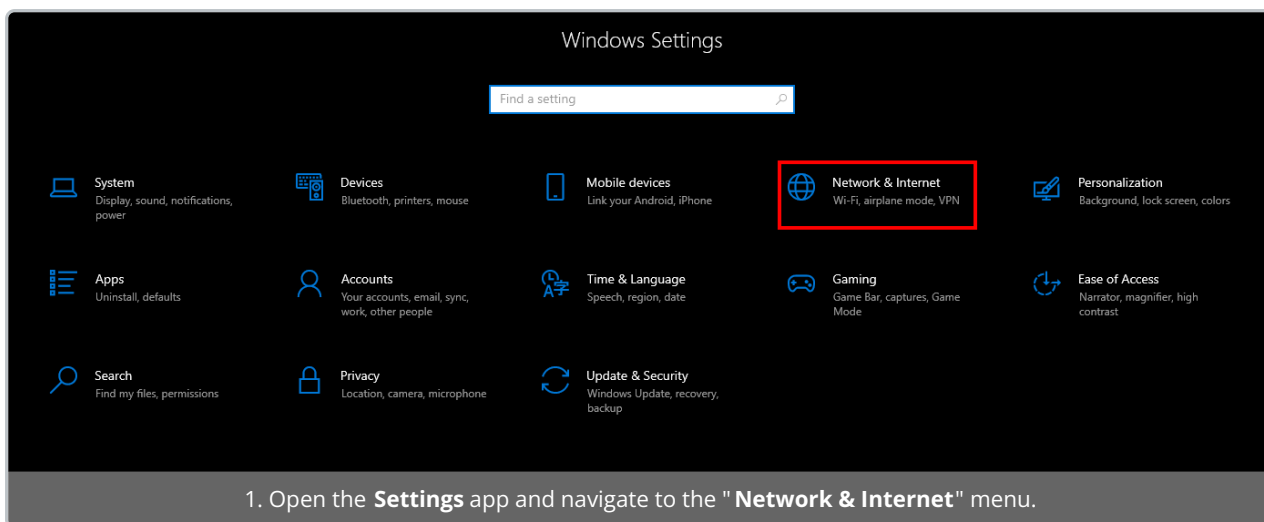 Windows Settings
Find a setting
System
Display, sound, notifications,
power
Devices
Bluetooth, printers, mouse
Mobile devices
Link your Android, iPhone
Network & Internet
Wi-Fi, airplane mode, VPN
Personalization
Background, lock screen, colors
Apps
Uninstall, defaults
Accounts
Your accounts, email, sync,
work, other people
Time & Language
Speech, region, date
Gaming
Game Bar, captures, Game
Mode
Ease of Access
Narrator, magnifier, high
contrast
Search
Find my files, permissions
Privacy
Location, camera, microphone
Update & Security
Windows Update, recovery,
backup
1. Open the Settings app and navigate to the "Network & Internet" menu.